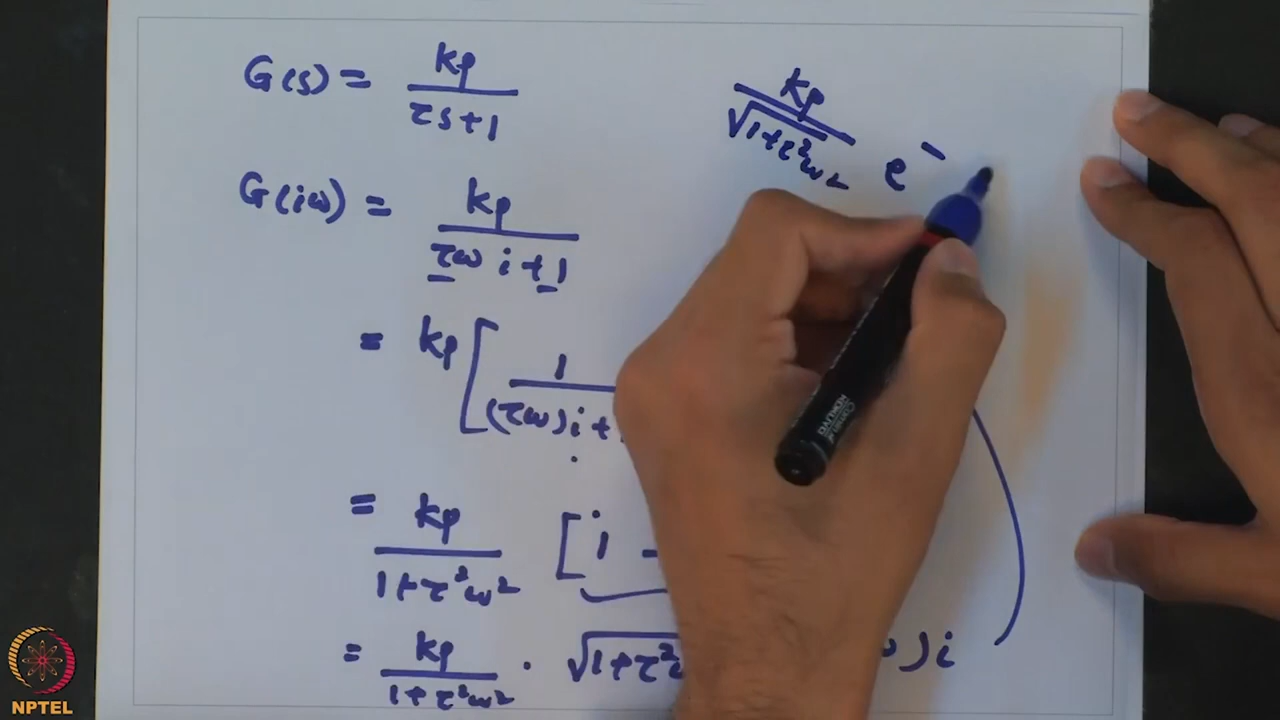 G(s) = kp / τs+1
kp / √1+τ²ω² e^-
G(iω) = kp / τω i + 1
= kp [ 1 / (τω)i +
= kp / 1+τ²ω² [ i -
= kp / 1+τ²ω² . √1+τ² ) i
NPTEL